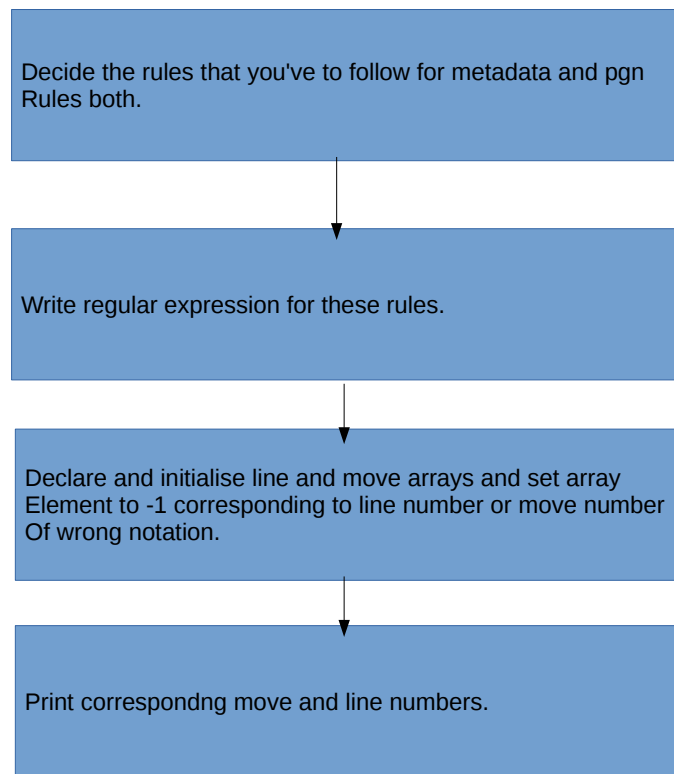 Decide the rules that you've to follow for metadata and pgn
Rules both.
Write regular expression for these rules.
Declare and initialise line and move arrays and set array
Element to -1 corresponding to line number or move number
Of wrong notation.
Print correspondng move and line numbers.